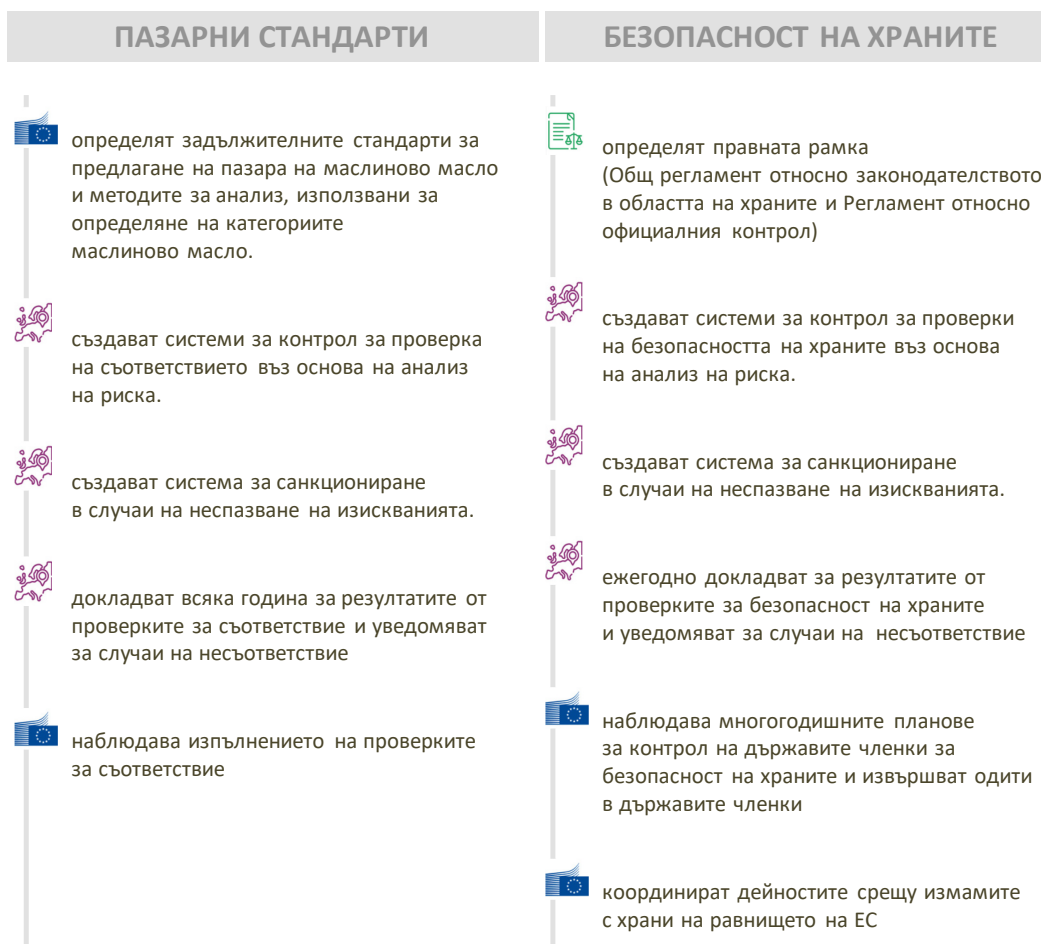 ПАЗАРНИ СТАНДАРТИ
определят задължителните стандарти за
предлагане на пазара на маслиново масло
и методите за анализ, използвани за
определяне на категориите
маслиново масло.
създават системи за контрол за проверка
на съответствието въз основа на анализ
на риска.
създават система за санкциониране
в случаи на неспазване на изискванията.
докладват всяка година за резултатите от
проверките за съответствие и уведомяват
за случаи на несъответствие
наблюдава изпълнението на проверките
за съответствие
БЕЗОПАСНОСТ НА ХРАНИТЕ
определят правната рамка
(Общ регламент относно законодателството
в областта на храните и Регламент относно
официалния контрол)
създават системи за контрол за проверки
на безопасността на храните въз основа
на анализ на риска.
създават система за санкциониране
в случаи на неспазване на изискванията.
ежегодно докладват за резултатите от
проверките за безопасност на храните
и уведомяват за случаи на несъответствие
наблюдава многогодишните планове
за контрол на държавите членки за
безопасност на храните и извършват одити
в държавите членки
координират дейностите срещу измамите
с храни на равнището на ЕС